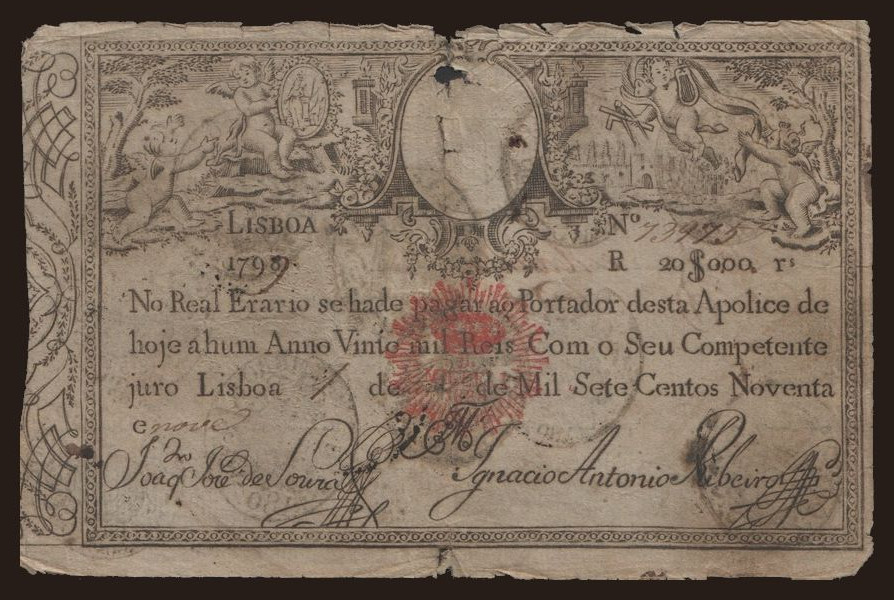 LISBOA
Nº 73975
1799
R 20$000. rˢ
No Real Erario se hade pagar ao Portador desta Apolice de
hoje á hum Anno Vinte mil Reis Com o Seu Competente
juro Lisboa de de Mil Sete Centos Noventa
e nove
Joaqᵐ José de Souza Ignacio Antonio Ribeiro